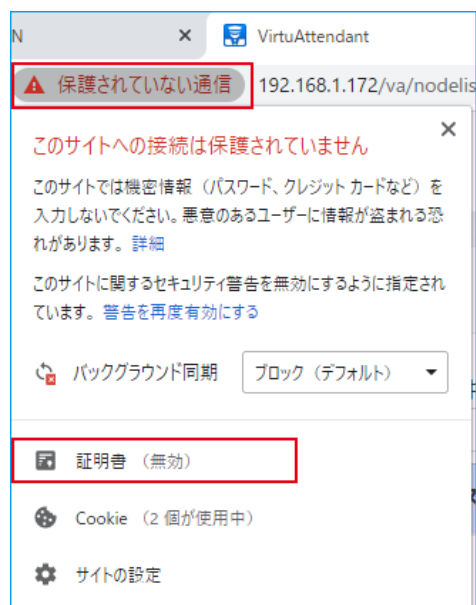 N
VirtuAttendant
保護されていない通信
192.168.1.172/va/nodelis
このサイトへの接続は保護されていません
このサイトでは機密情報（パスワード、クレジット カードなど）を
入力しないでください。悪意のあるユーザーに情報が盗まれる恐
れがあります。 詳細
このサイトに関するセキュリティ警告を無効にするように指定され
ています。 警告を再度有効にする
バックグラウンド同期
ブロック（デフォルト）
証明書 （無効）
Cookie （2 個が使用中）
サイトの設定